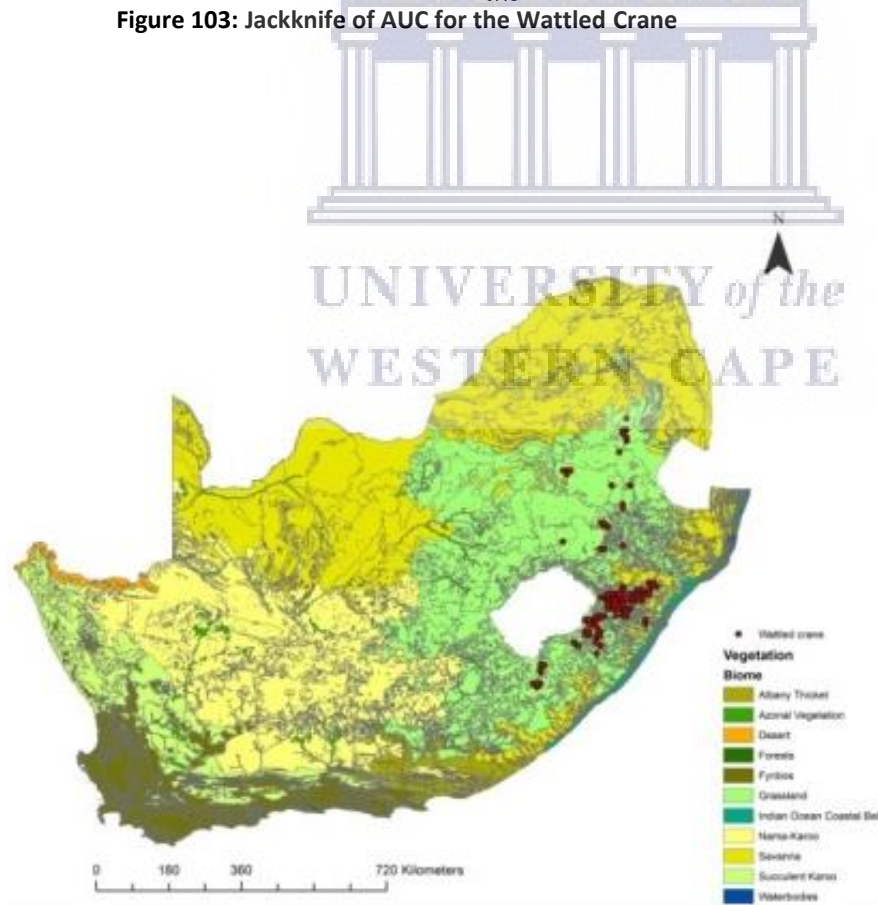 Figure 103: Jackknife of AUC for the Wattled Crane
N
UNIVERSITY of the
WESTERN CAPE
Wattled crane
Vegetation
Biome
Albany Thicket
Azonal Vegetation
Desert
Forests
Fynbos
Grassland
Indian Ocean Coastal Bel
Nama-Karoo
Savanna
Succulent Karoo
Waterbodies
0 180 360 720 Kilometers